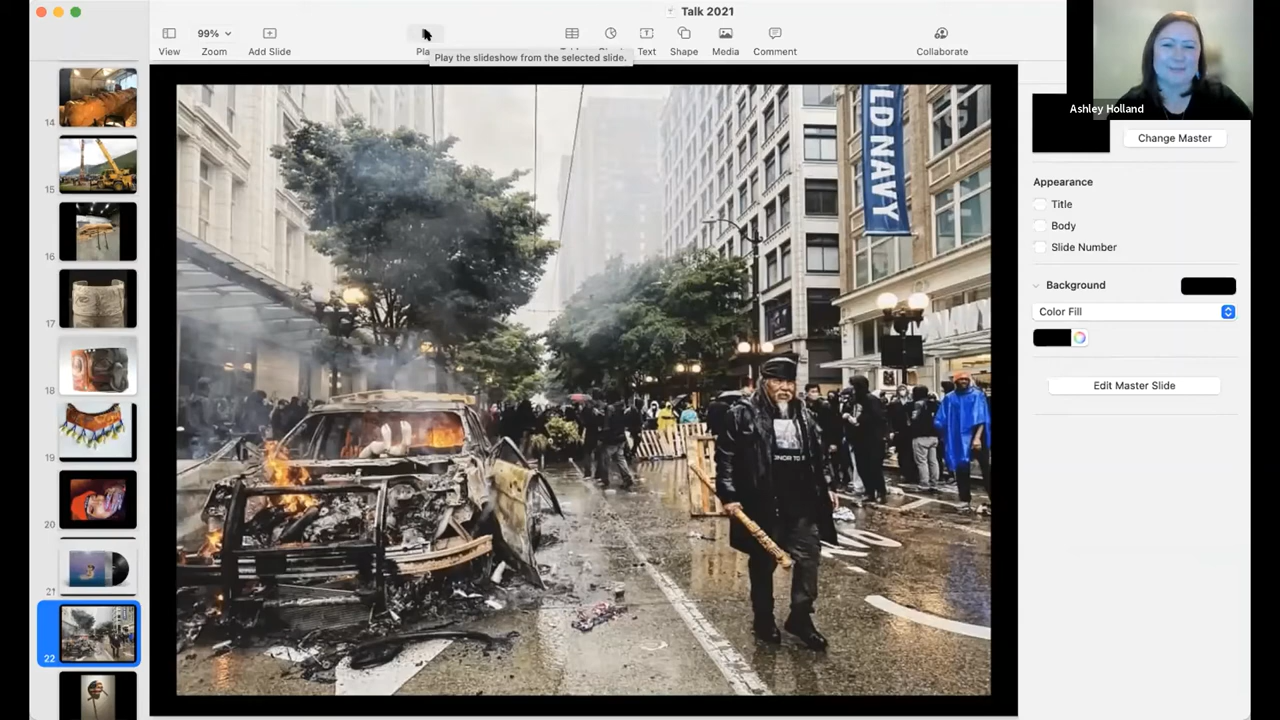 Talk 2021
99%
View
Zoom
Add Slide
Play the slideshow from the selected slide.
Text
Shape
Media
Comment
Collaborate
Ashley Holland
Change Master
Appearance
Title
Body
Slide Number
Background
Color Fill
Edit Master Slide
14
15
16
17
18
19
20
21
22
LD NAVY